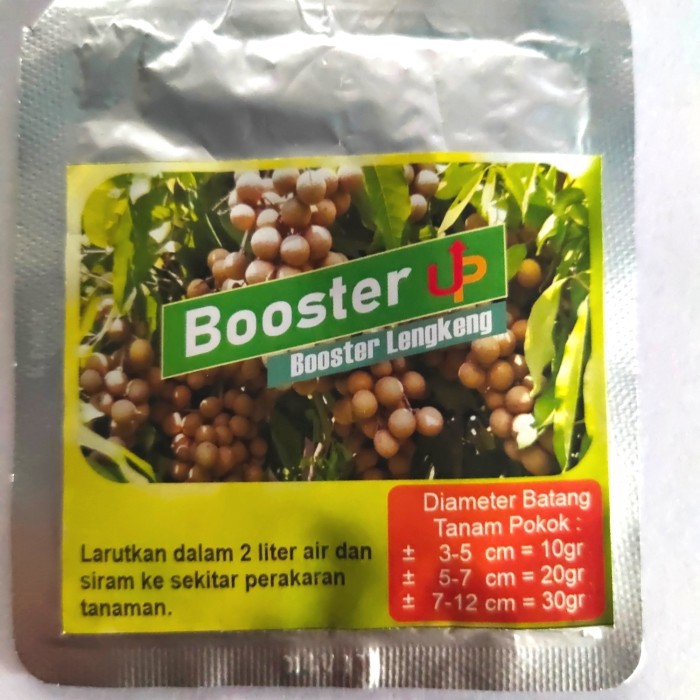 Booster UP
Booster Lengkeng
Larutkan dalam 2 liter air dan
siram ke sekitar perakaran
tanaman.
Diameter Batang
Tanam Pokok :
± 3-5 cm = 10gr
± 5-7 cm = 20gr
± 7-12 cm = 30gr